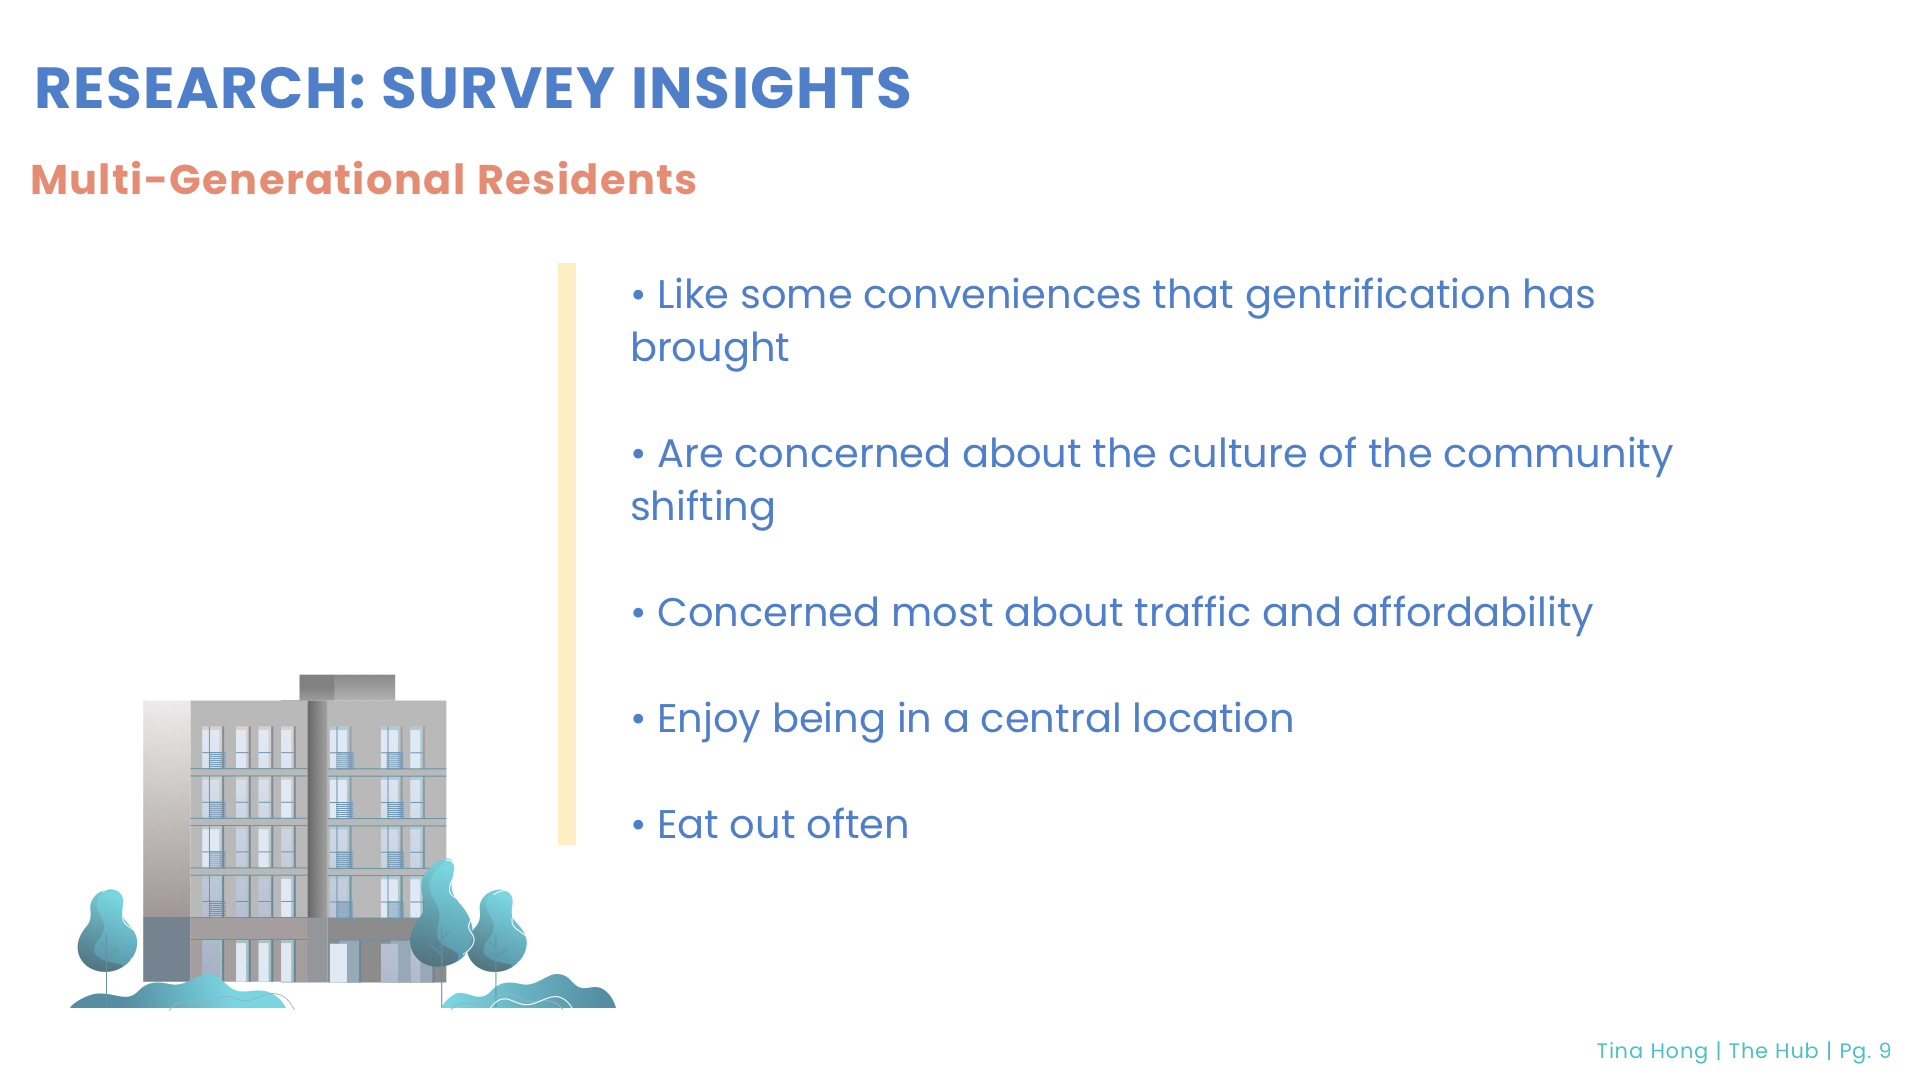 RESEARCH: SURVEY INSIGHTS
Multi-Generational Residents
• Like some conveniences that gentrification has
brought
• Are concerned about the culture of the community
shifting
• Concerned most about traffic and affordability
• Enjoy being in a central location
• Eat out often
Tina Hong | The Hub | Pg. 9